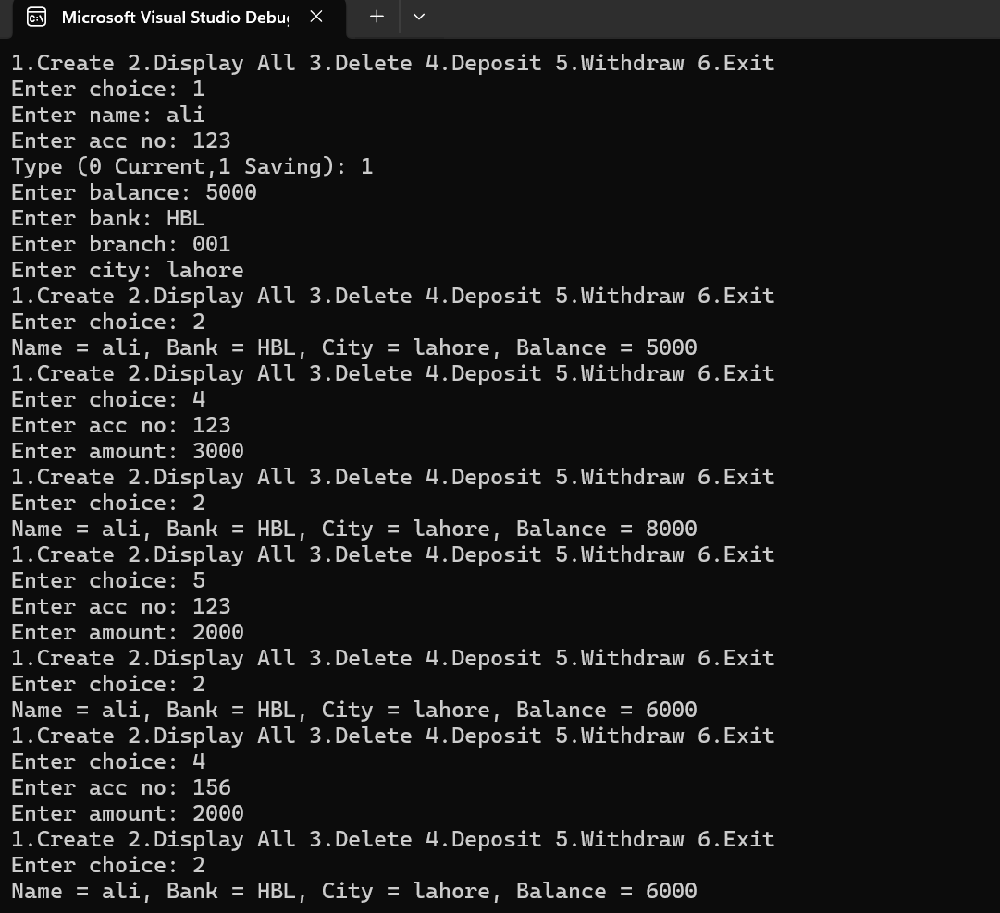 Microsoft Visual Studio Debu
1.Create 2.Display All 3.Delete 4.Deposit 5.Withdraw 6.Exit
Enter choice: 1
Enter name: ali
Enter acc no: 123
Type (0 Current,1 Saving): 1
Enter balance: 5000
Enter bank: HBL
Enter branch: 001
Enter city: lahore
1.Create 2.Display All 3.Delete 4.Deposit 5.Withdraw 6.Exit
Enter choice: 2
Name = ali, Bank = HBL, City = lahore, Balance = 5000
1.Create 2.Display All 3.Delete 4.Deposit 5.Withdraw 6.Exit
Enter choice: 4
Enter acc no: 123
Enter amount: 3000
1.Create 2.Display All 3.Delete 4.Deposit 5.Withdraw 6.Exit
Enter choice: 2
Name = ali, Bank = HBL, City = lahore, Balance = 8000
1.Create 2.Display All 3.Delete 4.Deposit 5.Withdraw 6.Exit
Enter choice: 5
Enter acc no: 123
Enter amount: 2000
1.Create 2.Display All 3.Delete 4.Deposit 5.Withdraw 6.Exit
Enter choice: 2
Name = ali, Bank = HBL, City = lahore, Balance = 6000
1.Create 2.Display All 3.Delete 4.Deposit 5.Withdraw 6.Exit
Enter choice: 4
Enter acc no: 156
Enter amount: 2000
1.Create 2.Display All 3.Delete 4.Deposit 5.Withdraw 6.Exit
Enter choice: 2
Name = ali, Bank = HBL, City = lahore, Balance = 6000